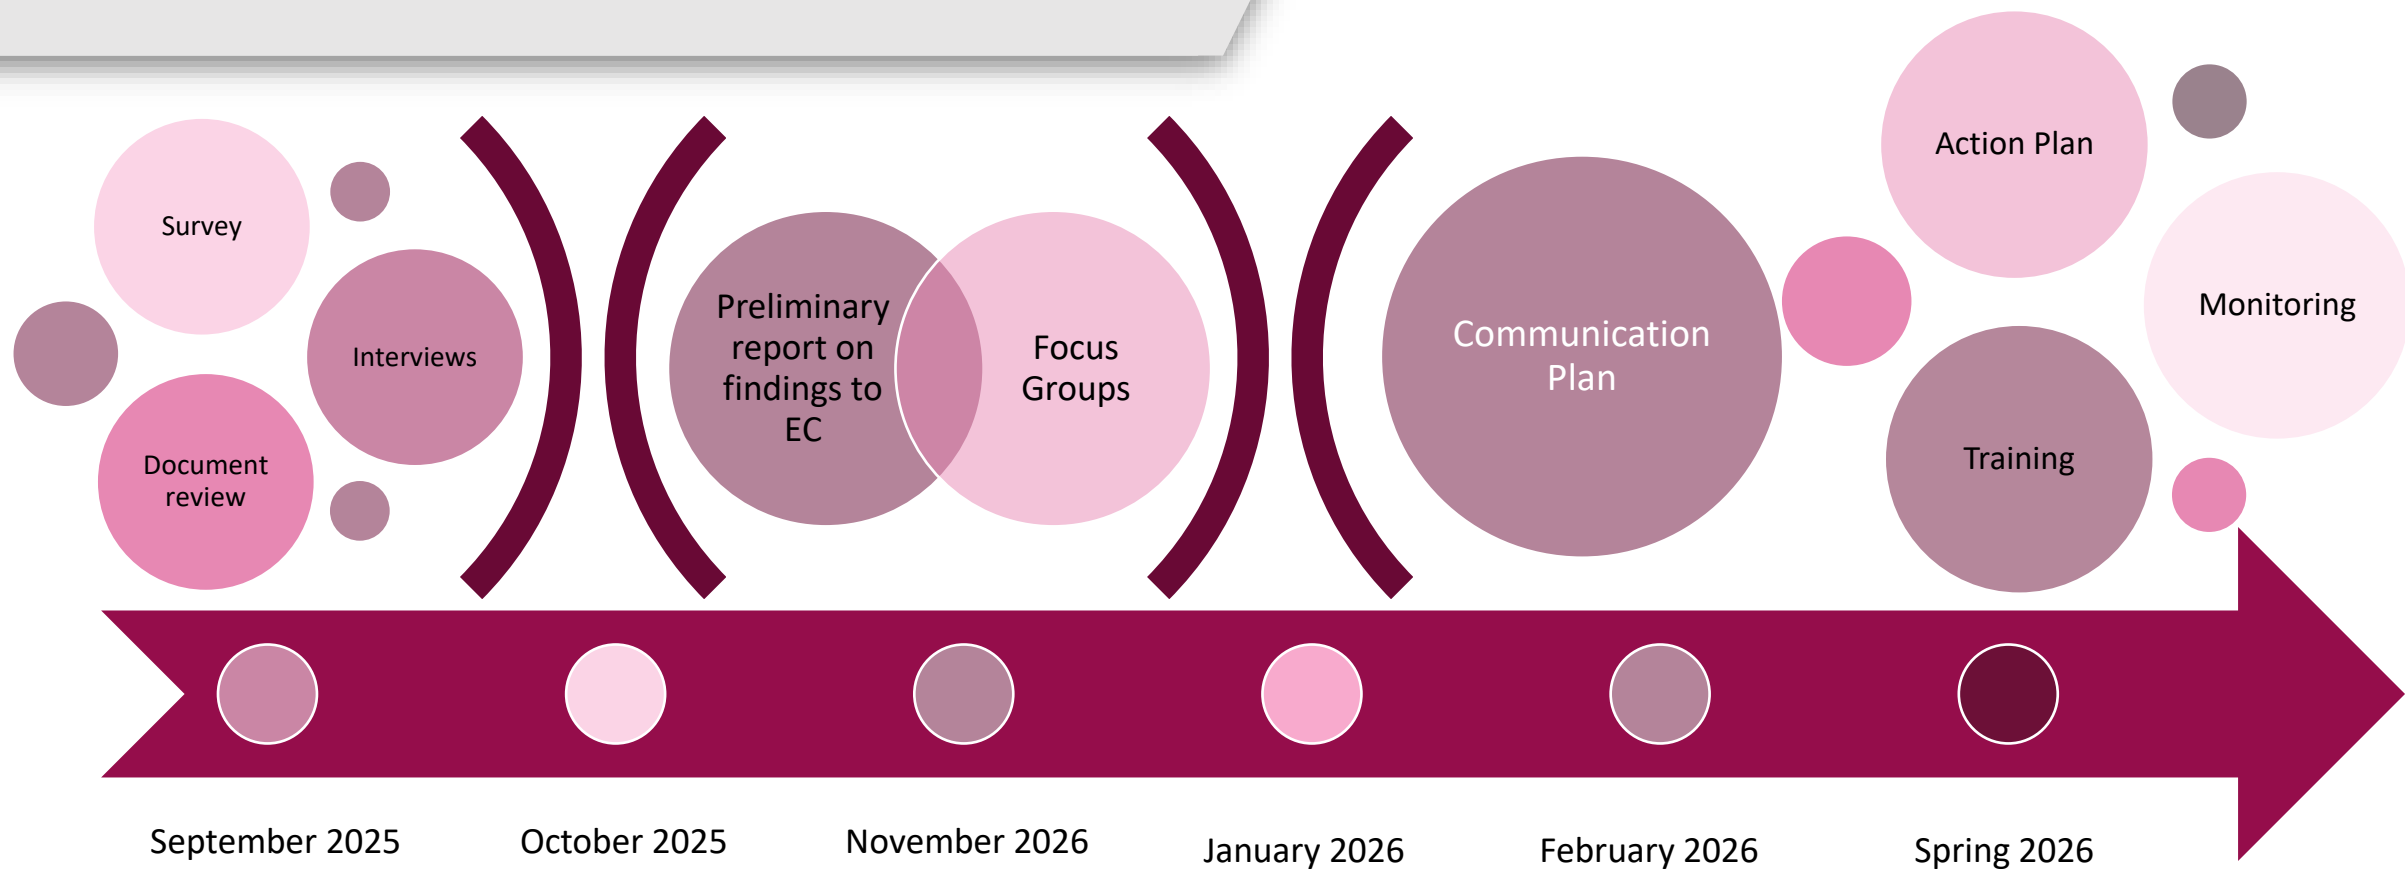 Survey
Interviews
Document
review
Preliminary
report on
findings to
EC
Focus
Groups
Communication
Plan
Action Plan
Monitoring
Training
September 2025
October 2025
November 2026
January 2026
February 2026
Spring 2026